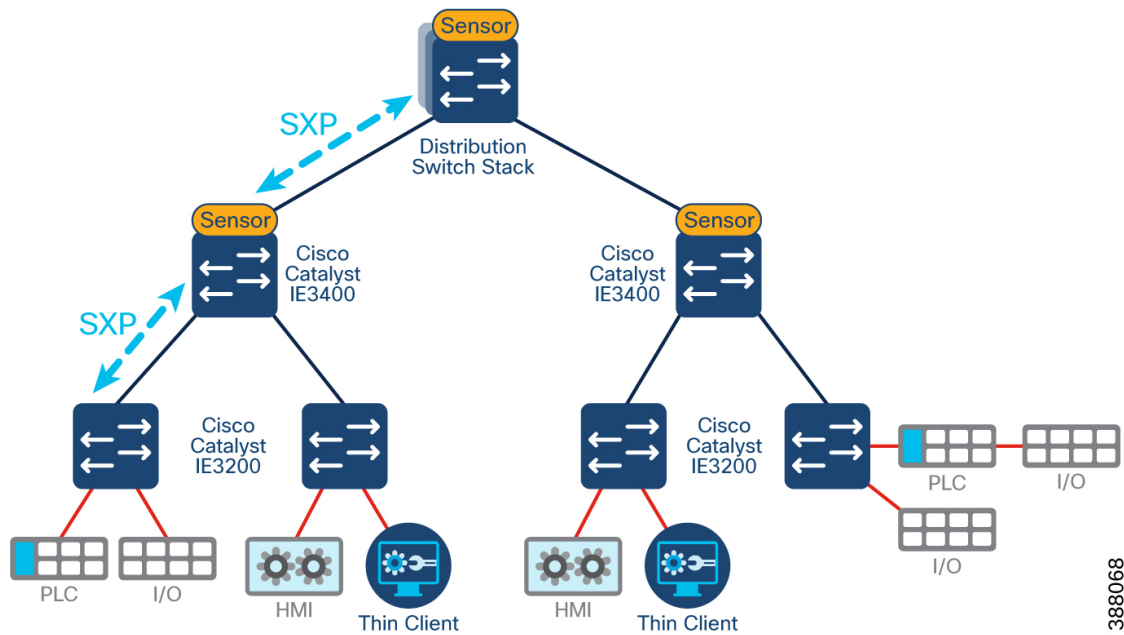 Sensor
SXP
Distribution
Switch Stack
Sensor
Cisco
Catalyst
IE3400
Sensor
Cisco
Catalyst
IE3400
SXP
Cisco
Catalyst
IE3200
Cisco
Catalyst
IE3200
PLC
I/O
I/O
PLC
I/O
HMI
Thin Client
HMI
Thin Client
388068